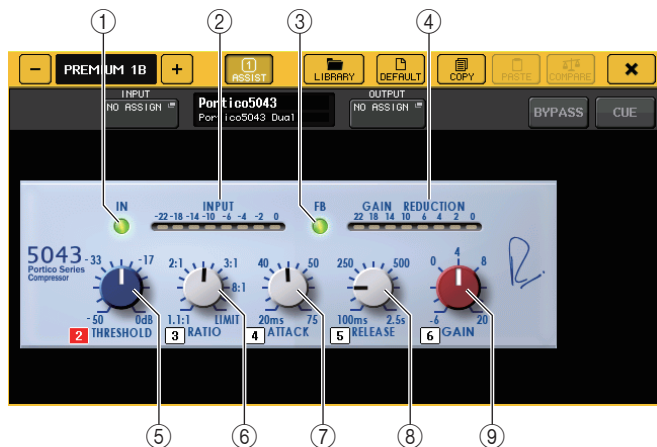 ① ② ③ ④
− PREMIUM 1B + 1 ASSIST LIBRARY DEFAULT COPY PASTE COMPARE ×
INPUT NO ASSIGN Portico5043 Portico5043 Dual OUTPUT NO ASSIGN BYPASS CUE
IN INPUT FB GAIN REDUCTION
-22 -18 -14 -10 -6 -4 -2 0 22 18 14 10 6 4 2 0
5043
Portico Series
Compressor
-33 -17 2:1 3:1 40 50 250 500 0 4 8
8:1
-50 0dB 1.1:1 LIMIT 20ms 75 100ms 2.5s -6 20
2 THRESHOLD 3 RATIO 4 ATTACK 5 RELEASE 6 GAIN
⑤ ⑥ ⑦ ⑧ ⑨